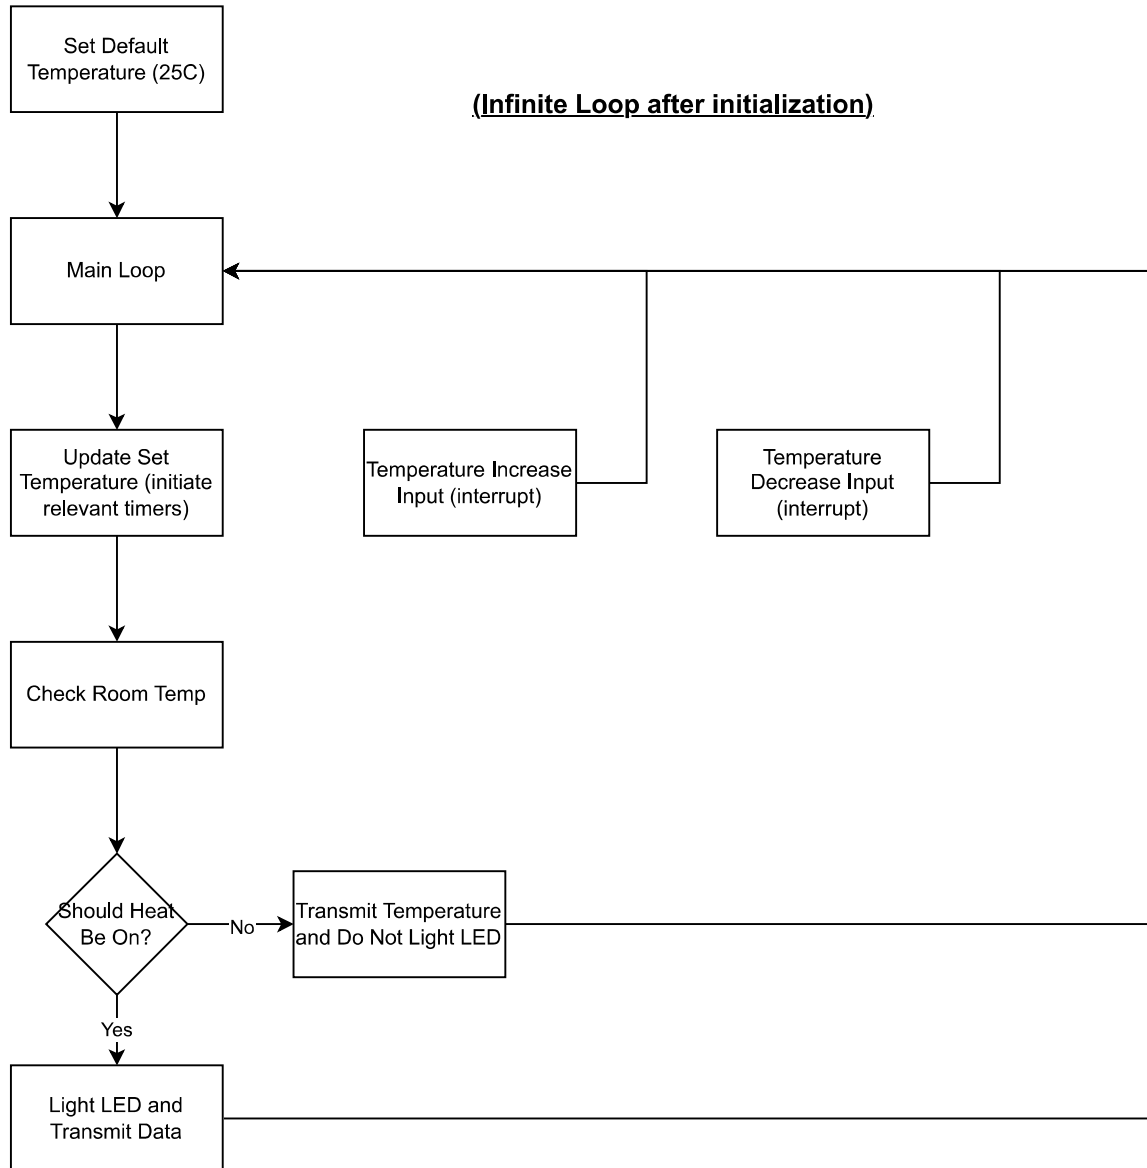 Set Default
Temperature (25C)
(Infinite Loop after initialization)
Main Loop
Update Set
Temperature (initiate
relevant timers)
Temperature Increase
Input (interrupt)
Temperature
Decrease Input
(interrupt)
Check Room Temp
Should Heat
Be On?
No
Transmit Temperature
and Do Not Light LED
Yes
Light LED and
Transmit Data